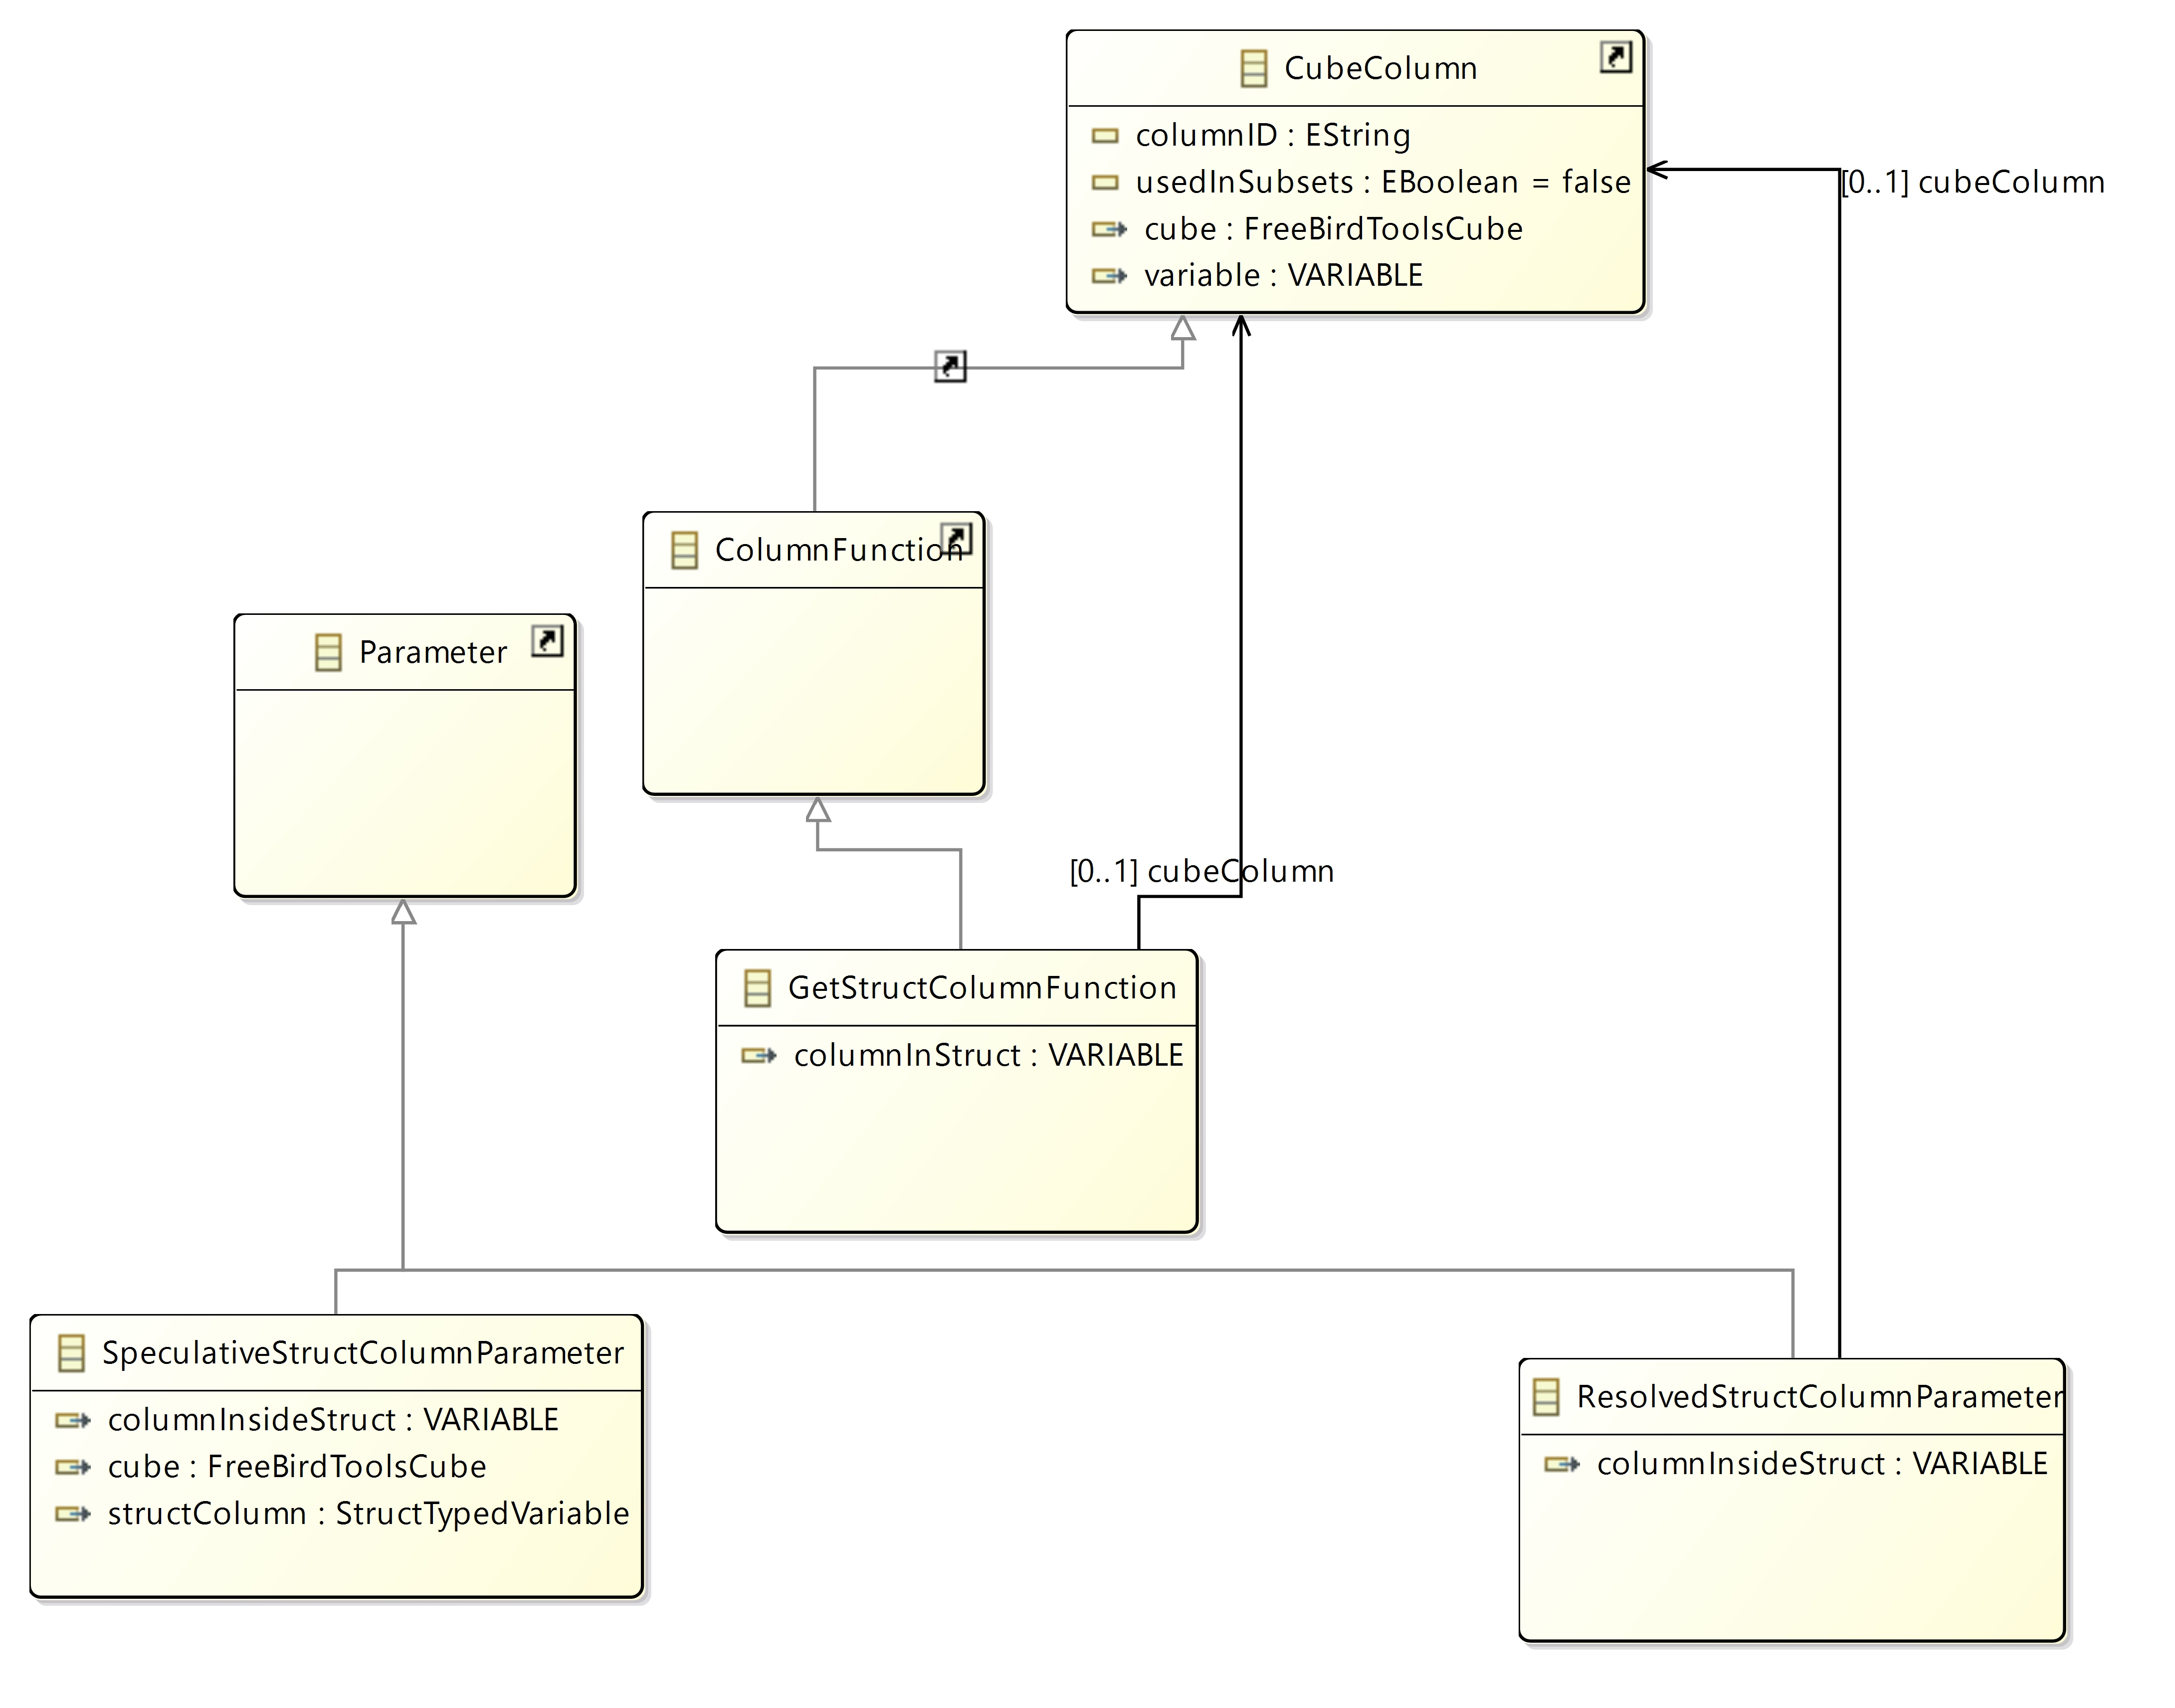 CubeColumn
columnID : EString
usedInSubsets : EBoolean = false
cube : FreeBirdToolsCube
variable : VARIABLE
[0..1] cubeColumn
ColumnFunction
Parameter
[0..1] cubeColumn
GetStructColumnFunction
columnInStruct : VARIABLE
SpeculativeStructColumnParameter
columnInsideStruct : VARIABLE
cube : FreeBirdToolsCube
structColumn : StructTypedVariable
ResolvedStructColumnParameter
columnInsideStruct : VARIABLE